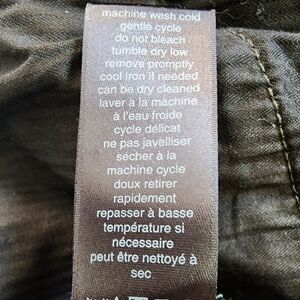 machine wash cold
gentle cycle
do not bleach
tumble dry low
remove promptly
cool iron if needed
can be dry cleaned
laver à la machine
à l'eau froide
cycle délicat
ne pas javelliser
sécher à la
machine cycle
doux retirer
rapidement
repasser à basse
température si
nécessaire
peut être nettoyé à
sec